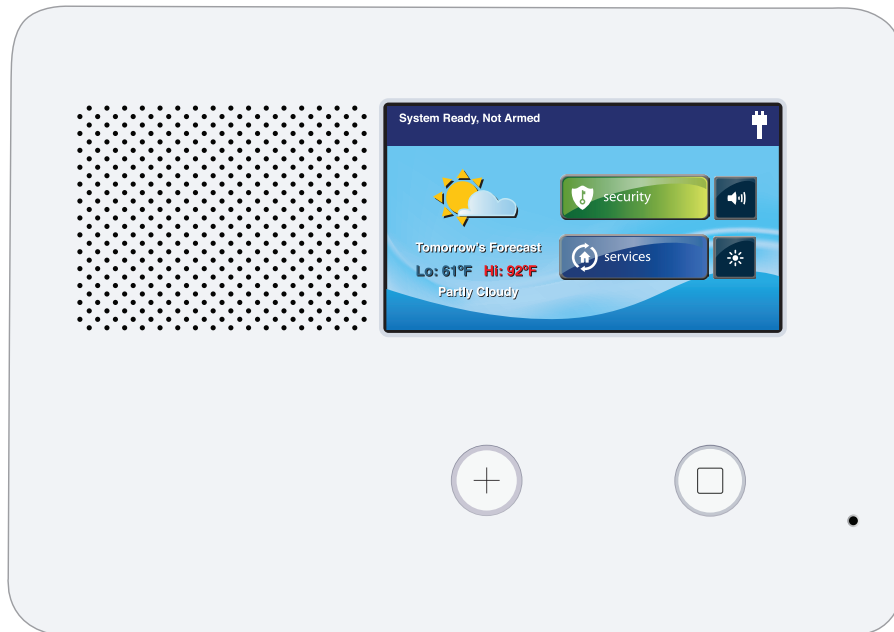 System Ready, Not Armed
security
Tomorrow's Forecast
services
Lo: 61°F Hi: 92°F
Partly Cloudy